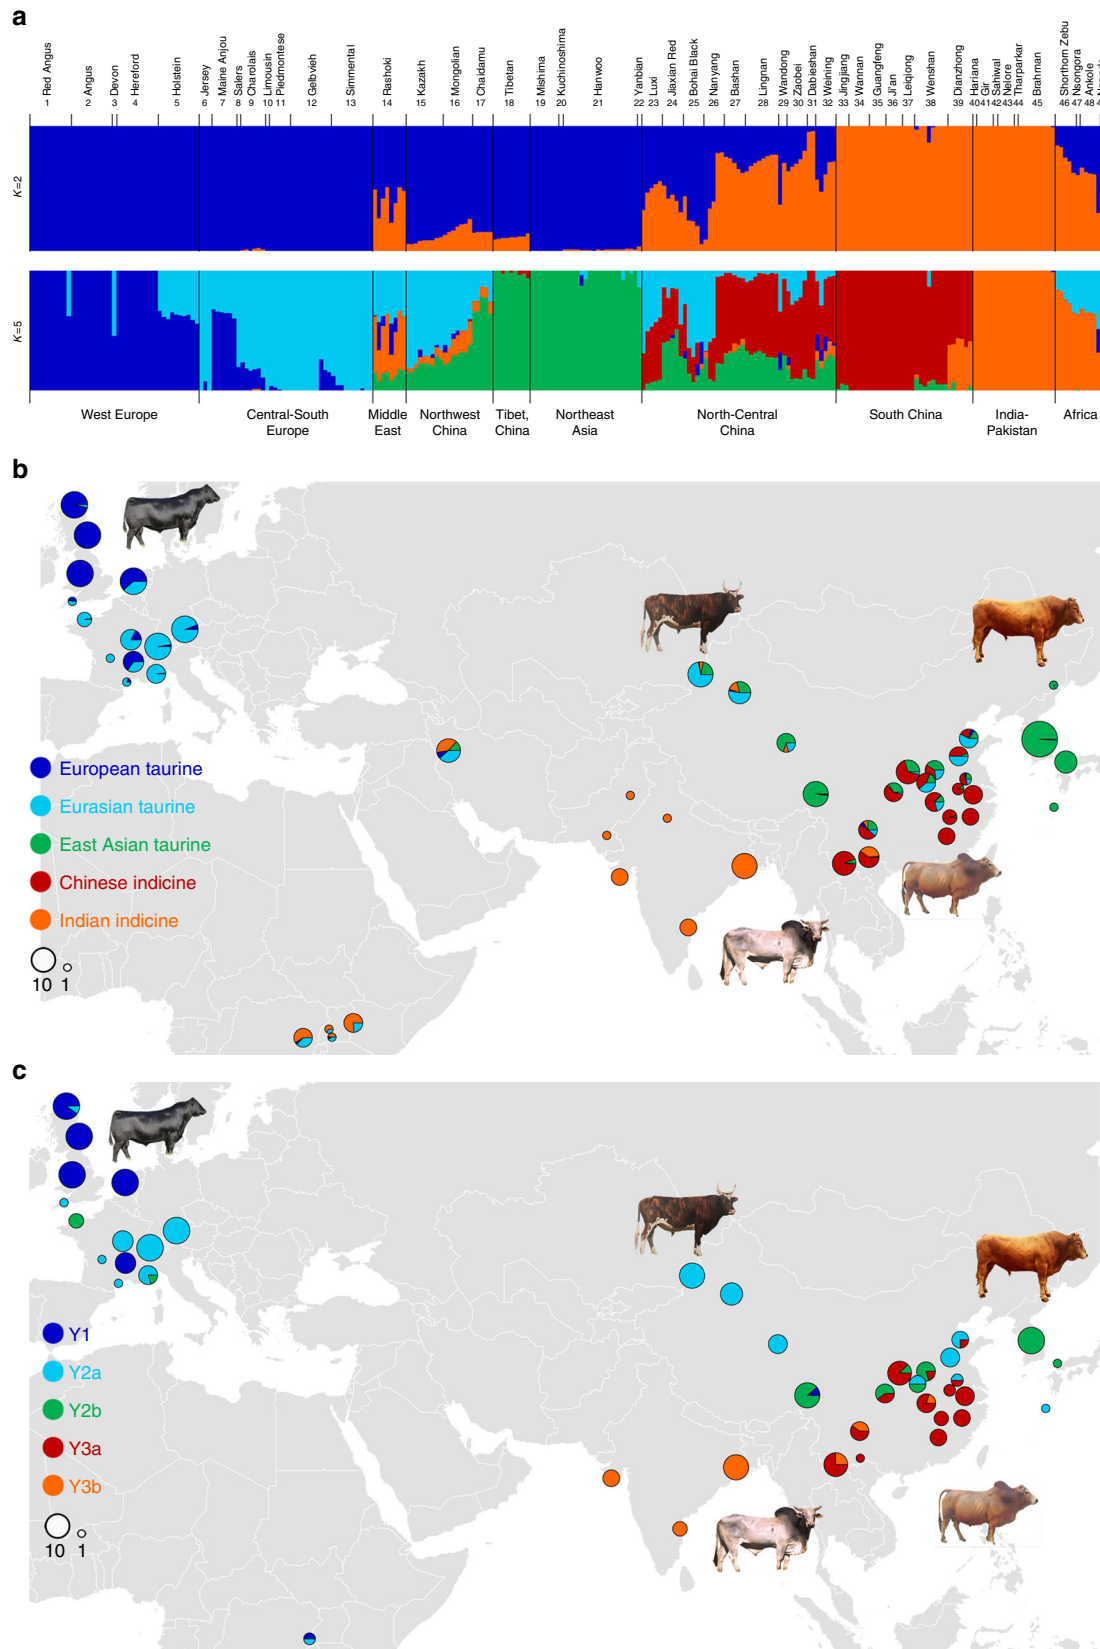 a
Red Angus
Angus
Devon
Hereford
Holstein
Jersey
Maine Anjou
Salers
Charolais
Limousin
Piedmontese
Gelbvieh
Simmental
Rashoki
Kazakh
Mongolian
Chaidamu
Tibetan
Mishima
Kuchinoshima
Hanwoo
Yanbian
Luxi
Jiaxian Red
Bohai Black
Nanyang
Bashan
Lingnan
Wandong
Zaobei
Dabieshan
Weining
Jingjiang
Wannan
Guangfeng
Ji'an
Leiqiong
Wenshan
Dianzhong
Hariana
Gir
Sahiwal
Nelore
Tharparkar
Brahman
Shorthorn Zebu
Nsongora
Ankole
1 2 3 4 5 6 7 8 9 10 11 12 13 14 15 16 17 18 19 20 21 22 23 24 25 26 27 28 29 30 31 32 33 34 35 36 37 38 39 40 41 42 43 44 45 46 47 48
K=2
K=5
West Europe
Central-South
Europe
Middle
East
Northwest
China
Tibet,
China
Northeast
Asia
North-Central
China
South China
India-
Pakistan
Africa
b
European taurine
Eurasian taurine
East Asian taurine
Chinese indicine
Indian indicine
10 1
c
Y1
Y2a
Y2b
Y3a
Y3b
10 1